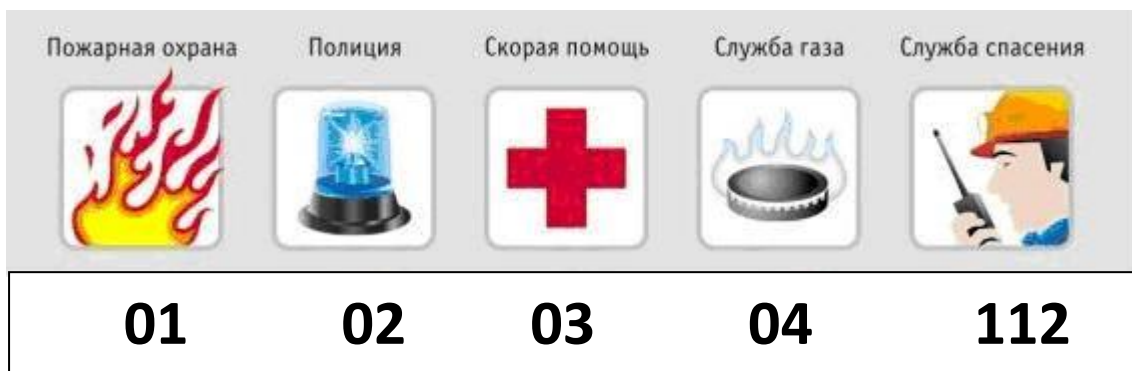 Пожарная охрана Полиция Скорая помощь Служба газа Служба спасения
01 02 03 04 112